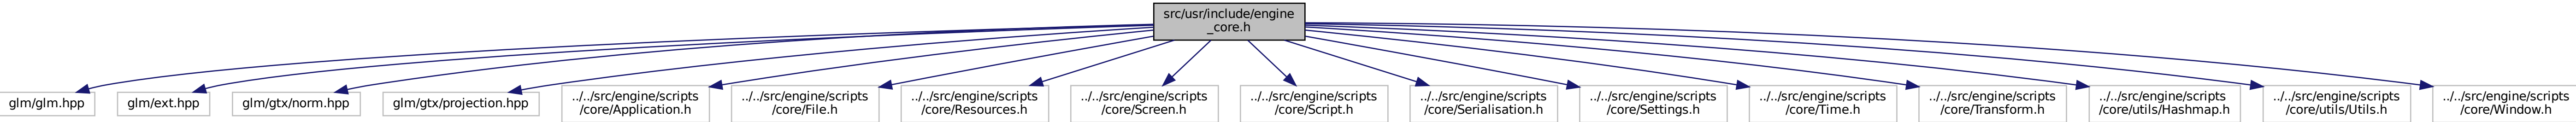 src/usr/include/engine
_core.h
glm/glm.hpp
glm/ext.hpp
glm/gtx/norm.hpp
glm/gtx/projection.hpp
../../src/engine/scripts
/core/Application.h
../../src/engine/scripts
/core/File.h
../../src/engine/scripts
/core/Resources.h
../../src/engine/scripts
/core/Screen.h
../../src/engine/scripts
/core/Script.h
../../src/engine/scripts
/core/Serialisation.h
../../src/engine/scripts
/core/Settings.h
../../src/engine/scripts
/core/Time.h
../../src/engine/scripts
/core/Transform.h
../../src/engine/scripts
/core/utils/Hashmap.h
../../src/engine/scripts
/core/utils/Utils.h
../../src/engine/scripts
/core/Window.h